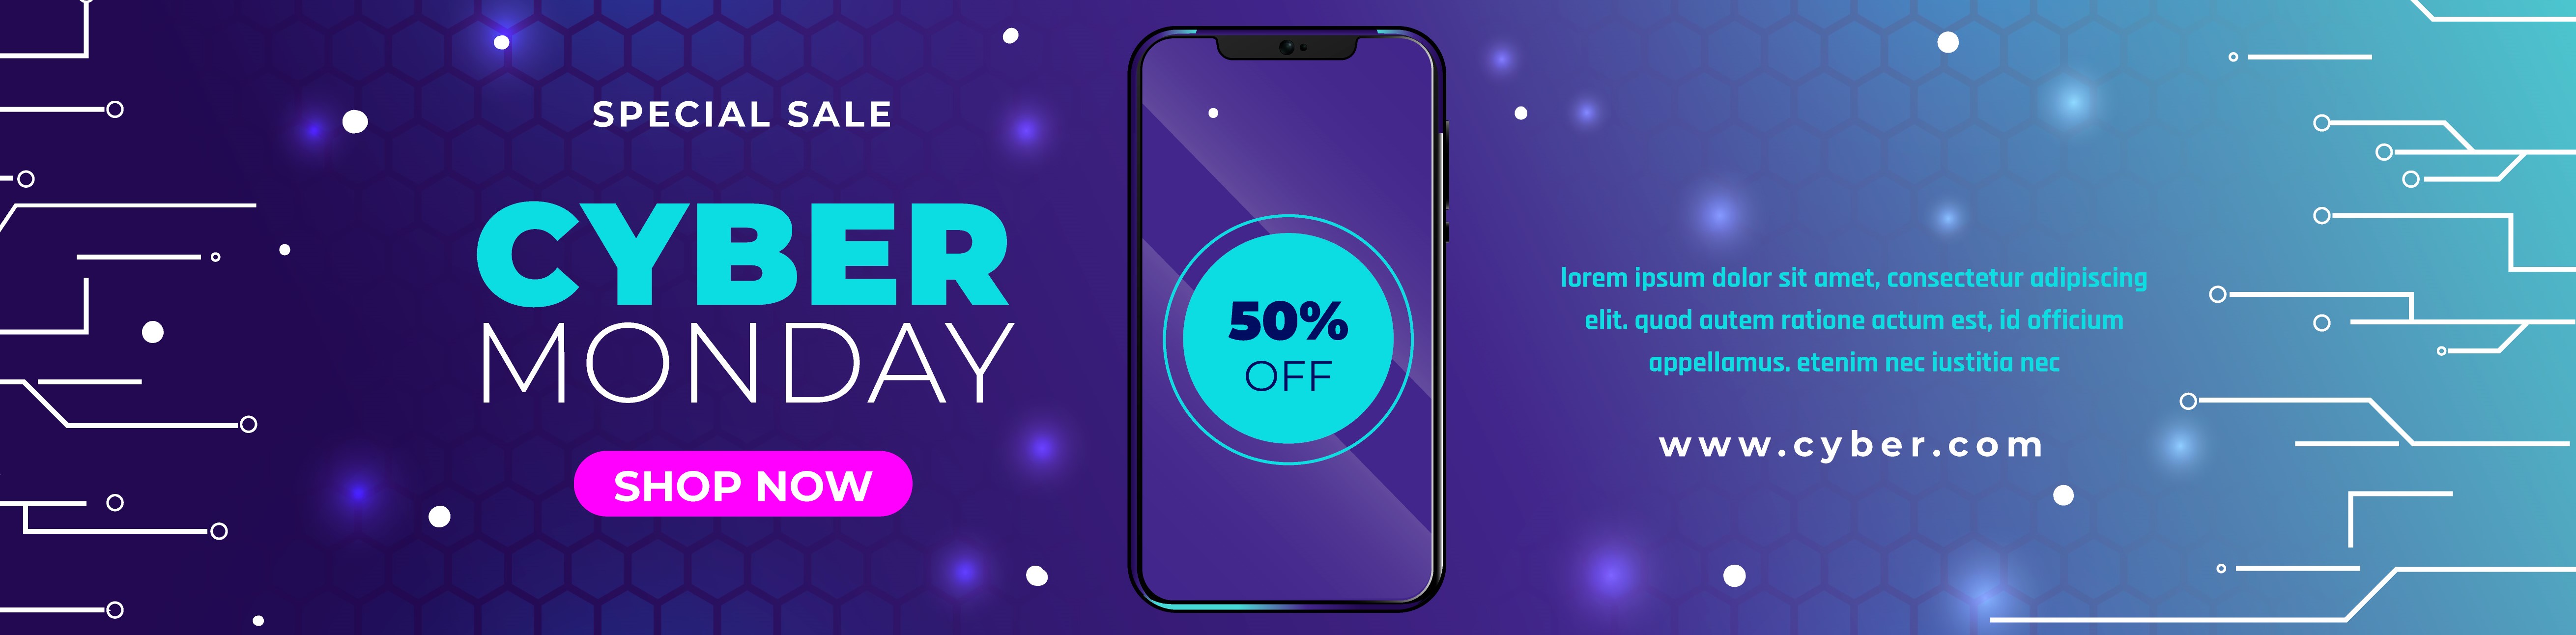 SPECIAL SALE
CYBER
MONDAY
SHOP NOW
50%
OFF
lorem ipsum dolor sit amet, consectetur adipiscing
elit. quod autem ratione actum est, id officium
appellamus. etenim nec iustitia nec
www.cyber.com